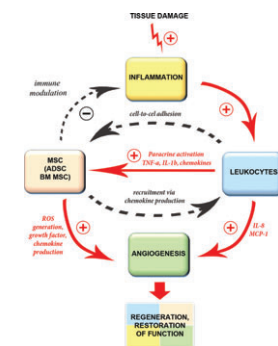 TISSUE DAMAGE
+
INFLAMMATION
immune
modulation
−
+
cell-to-cel adhesion
MSC
(ADSC
BM MSC)
Paracrine activation
TNF-a, IL-1b, chemokines
+
LEUKOCYTES
recruitment via
chemokine production
+
ROS
generation,
growth factor,
chemokine
production
+
+
IL-8
MCP-1
ANGIOGENESIS
REGENERATION,
RESTORATION
OF FUNCTION